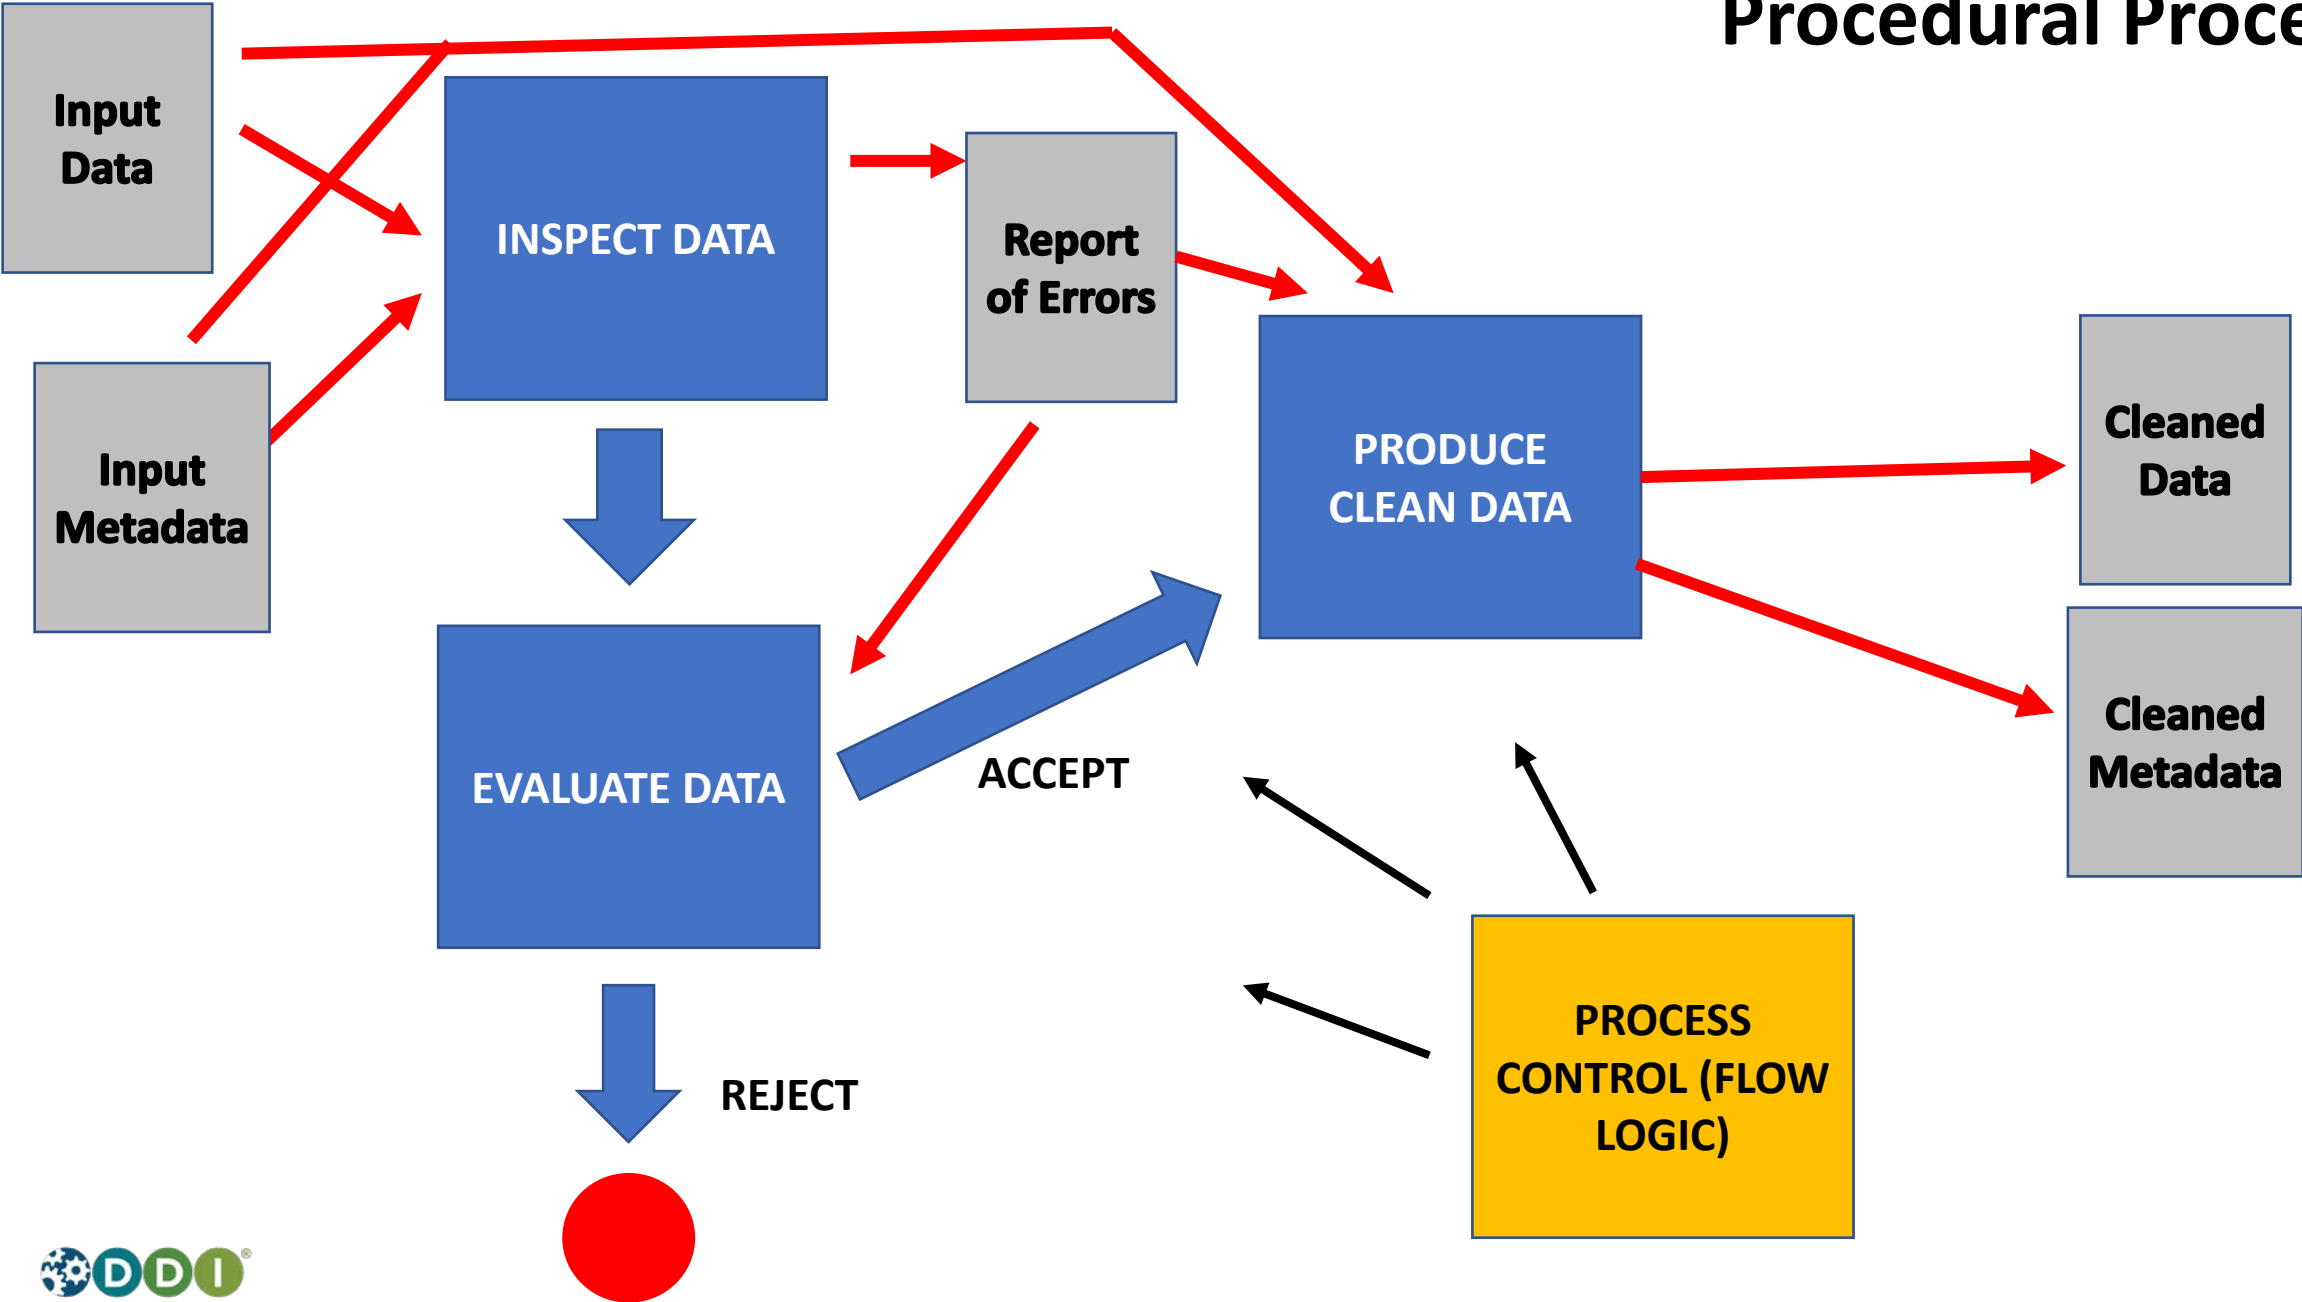 Procedural Proce
Input
Data
INSPECT DATA
Report
of Errors
Input
Metadata
PRODUCE
CLEAN DATA
Cleaned
Data
EVALUATE DATA
ACCEPT
Cleaned
Metadata
PROCESS
CONTROL (FLOW
LOGIC)
REJECT
DDI®